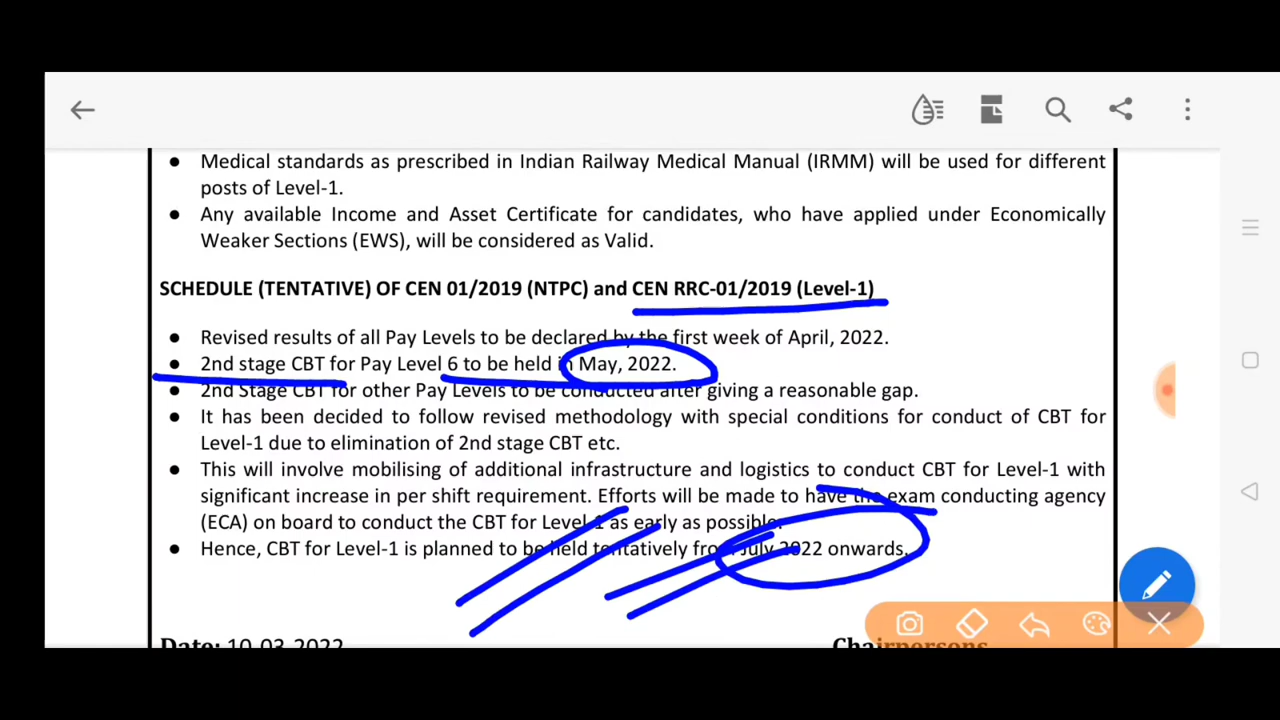 ● Medical standards as prescribed in Indian Railway Medical Manual (IRMM) will be used for different
posts of Level-1.
● Any available Income and Asset Certificate for candidates, who have applied under Economically
Weaker Sections (EWS), will be considered as Valid.
SCHEDULE (TENTATIVE) OF CEN 01/2019 (NTPC) and CEN RRC-01/2019 (Level-1)
● Revised results of all Pay Levels to be declared by the first week of April, 2022.
● 2nd stage CBT for Pay Level 6 to be held in May, 2022.
● 2nd Stage CBT for other Pay Levels to be conducted after giving a reasonable gap.
● It has been decided to follow revised methodology with special conditions for conduct of CBT for
Level-1 due to elimination of 2nd stage CBT etc.
● This will involve mobilising of additional infrastructure and logistics to conduct CBT for Level-1 with
significant increase in per shift requirement. Efforts will be made to have the exam conducting agency
(ECA) on board to conduct the CBT for Level-1 as early as possible.
● Hence, CBT for Level-1 is planned to be held tentatively from July 2022 onwards.
Date: 10-03-2022
Chairpersons